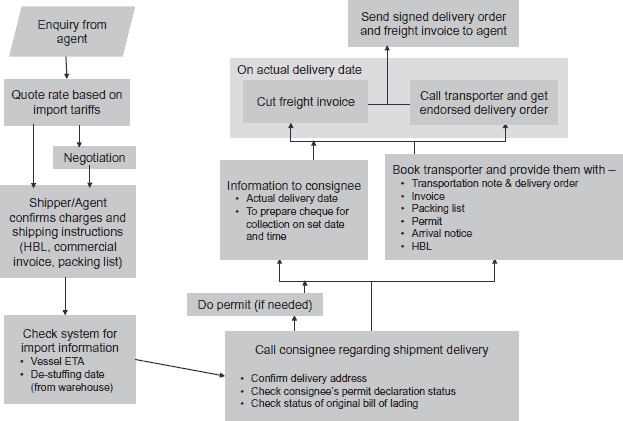 Enquiry from
agent
Quote rate based on
import tariffs
Negotiation
Shipper/Agent
confirms charges and
shipping instructions
(HBL, commercial
invoice, packing list)
Check system for
import information
• Vessel ETA
• De-stuffing date
(from warehouse)
Call consignee regarding shipment delivery
• Confirm delivery address
• Check consignee's permit declaration status
• Check status of original bill of lading
Do permit (if needed)
Information to consignee
• Actual delivery date
• To prepare cheque for
collection on set date
and time
Book transporter and provide them with –
• Transportation note & delivery order
• Invoice
• Packing list
• Permit
• Arrival notice
• HBL
On actual delivery date
Cut freight invoice
Call transporter and get
endorsed delivery order
Send signed delivery order
and freight invoice to agent